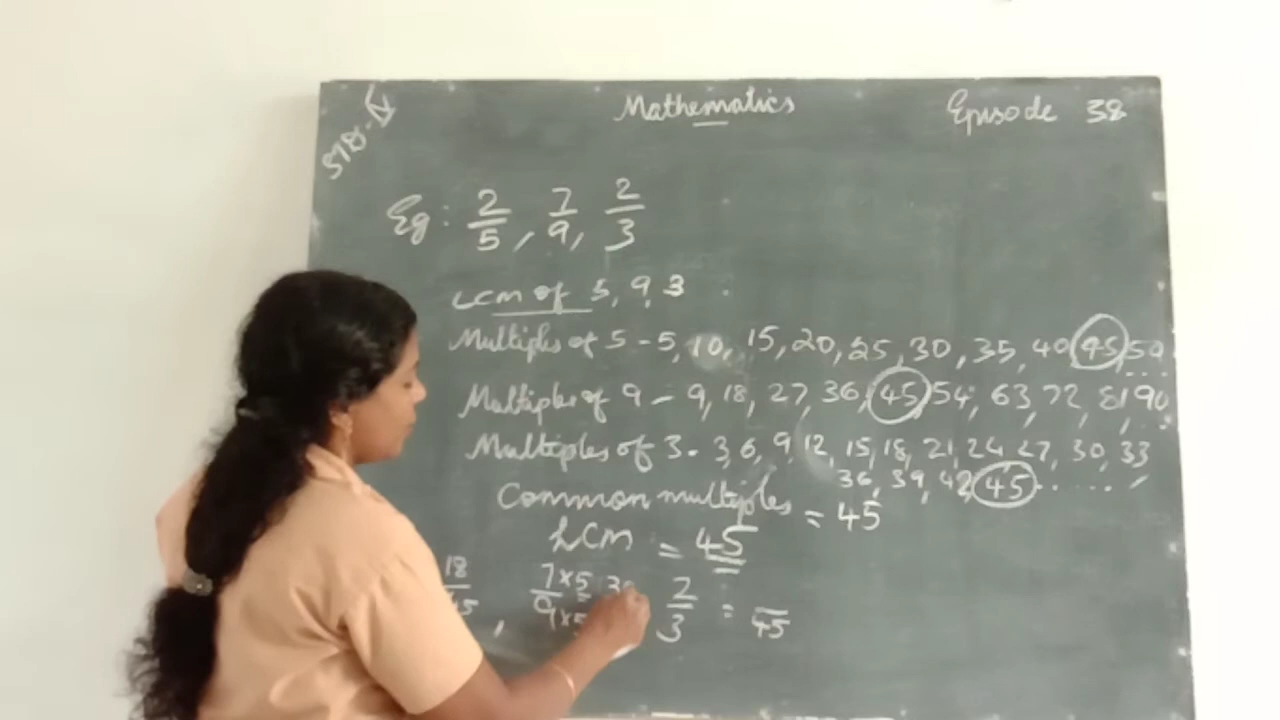 Mathematics
Episode 38
STD-V
Eg: 2/5, 7/9, 2/3
LCM of 5, 9, 3
Multiples of 5 - 5, 10, 15, 20, 25, 30, 35, 40 45, 50 ...
Multiples of 9 - 9, 18, 27, 36, 45, 54, 63, 72, 81 90 ...
Multiples of 3 - 3, 6, 9, 12, 15, 18, 21, 24, 27, 30, 33
36, 39, 42, 45 ......
Common multiples = 45
LCM = 45
18/45, 7×5/9×5 = 2/3 = /45